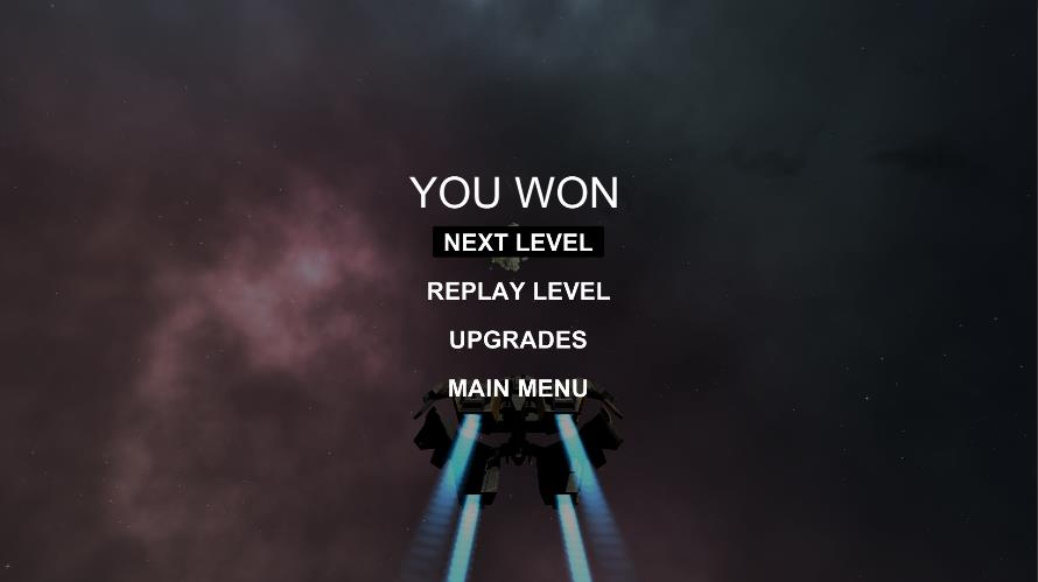 YOU WON
NEXT LEVEL
REPLAY LEVEL
UPGRADES
MAIN MENU